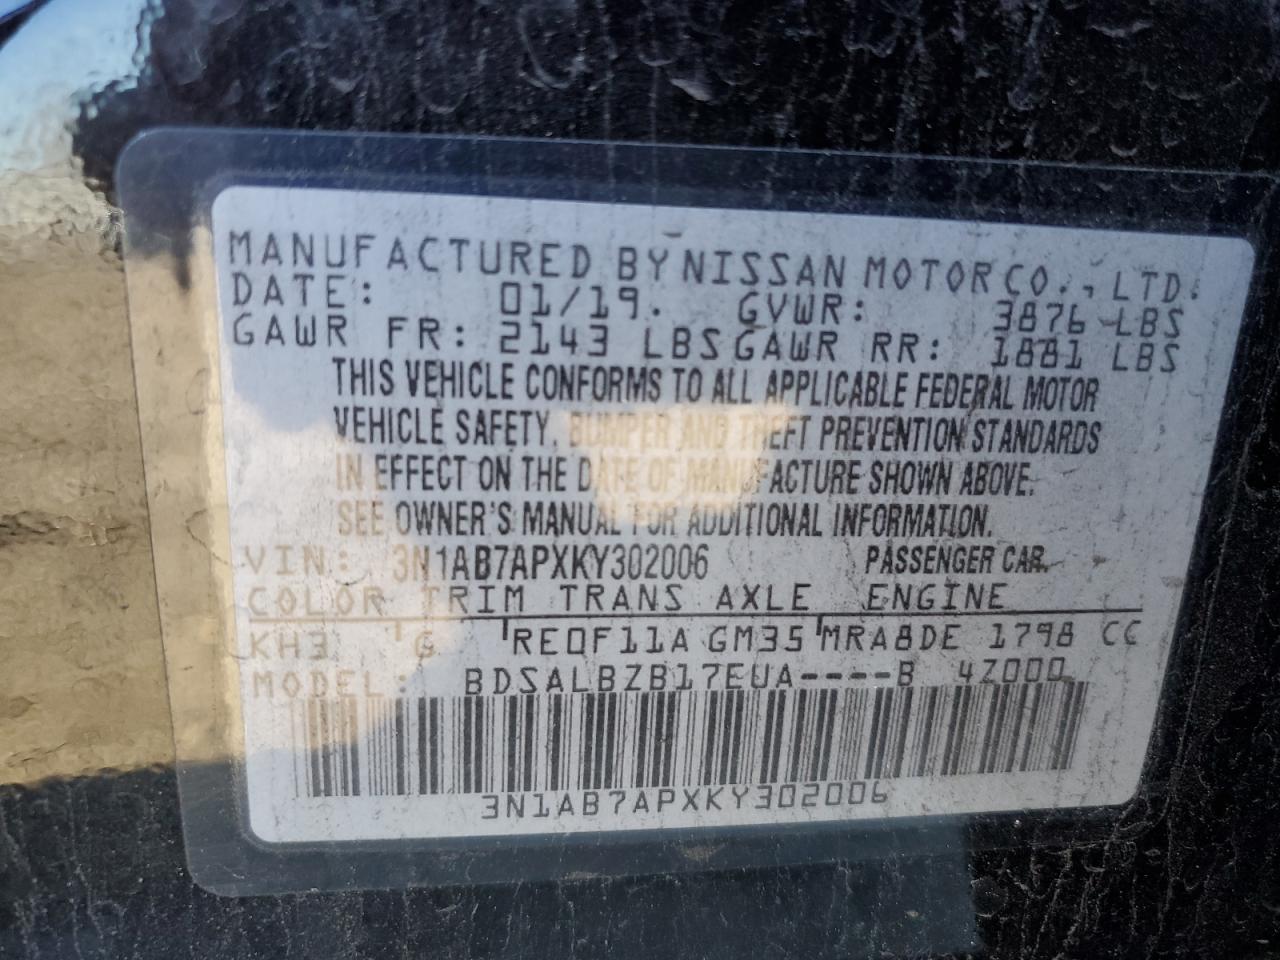 MANUFACTURED BY NISSAN MOTOR CO., LTD.
DATE: 01/19. GVWR: 3876 LBS
GAWR FR: 2143 LBS GAWR RR: 1881 LBS
THIS VEHICLE CONFORMS TO ALL APPLICABLE FEDERAL MOTOR
VEHICLE SAFETY, BUMPER AND THEFT PREVENTION STANDARDS
IN EFFECT ON THE DATE OF MANUFACTURE SHOWN ABOVE.
SEE OWNER'S MANUAL FOR ADDITIONAL INFORMATION.
VIN: 3N1AB7APXKY302006 PASSENGER CAR.
COLOR TRIM TRANS AXLE ENGINE
KH3 G RE0F11A GM35 MRA8DE 1798 CC
MODEL: BDSALBZB17EUA----B 4Z000
3N1AB7APXKY302006